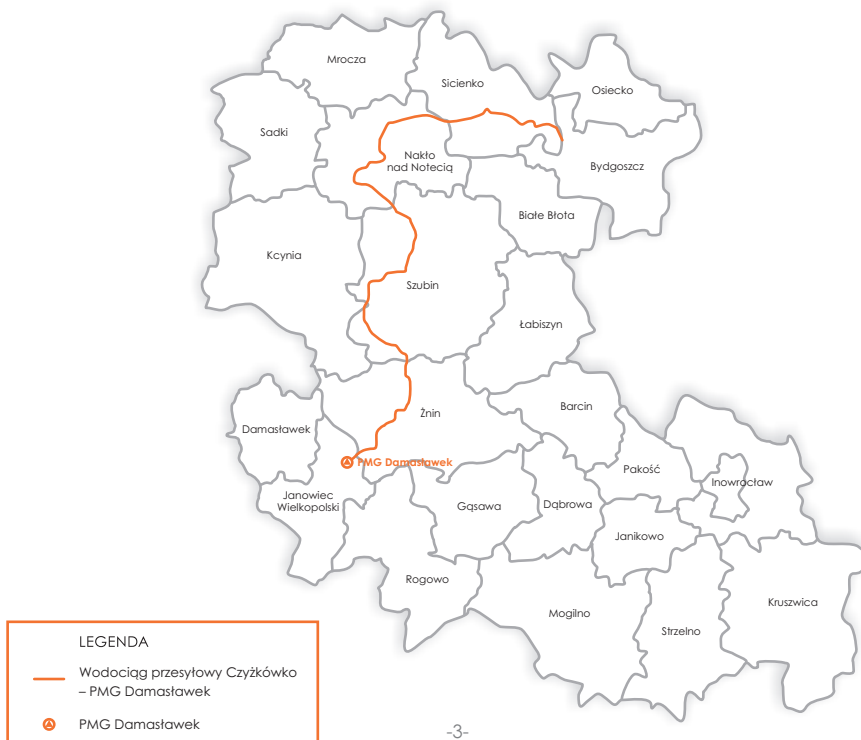 Mrocza
Sicienko
Osiecko
Sadki
Nakło
nad Notecią
Bydgoszcz
Białe Błota
Kcynia
Szubin
Łabiszyn
Barcin
Żnin
Damasławek
PMG Damasławek
Pakość
Inowrocław
Janowiec
Wielkopolski
Gąsawa
Dąbrowa
Janikowo
Rogowo
Mogilno
Kruszwica
Strzelno
LEGENDA
Wodociąg przesyłowy Czyżkówko
– PMG Damasławek
PMG Damasławek
-3-